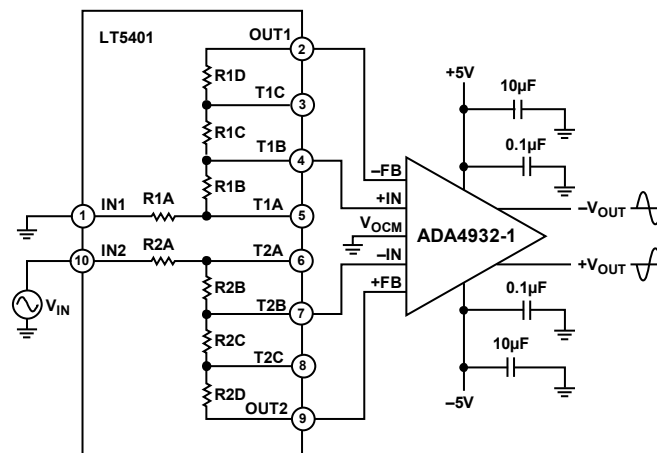 LT5401
OUT1
2
R1D
T1C
3
R1C
T1B
4
R1B
IN1
R1A
T1A
1
5
IN2
R2A
T2A
10
6
R2B
VIN
T2B
7
R2C
T2C
8
R2D
OUT2
9
+5V
10µF
0.1µF
–FB
+IN
VOCM
ADA4932-1
–IN
+FB
–VOUT
+VOUT
0.1µF
10µF
–5V